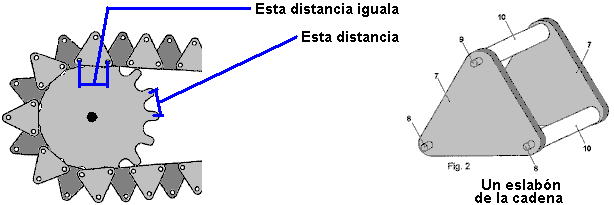 Esta distancia iguala
Esta distancia
10
9
7
7
8
10
8
Fig. 2
Un eslabón
de la cadena